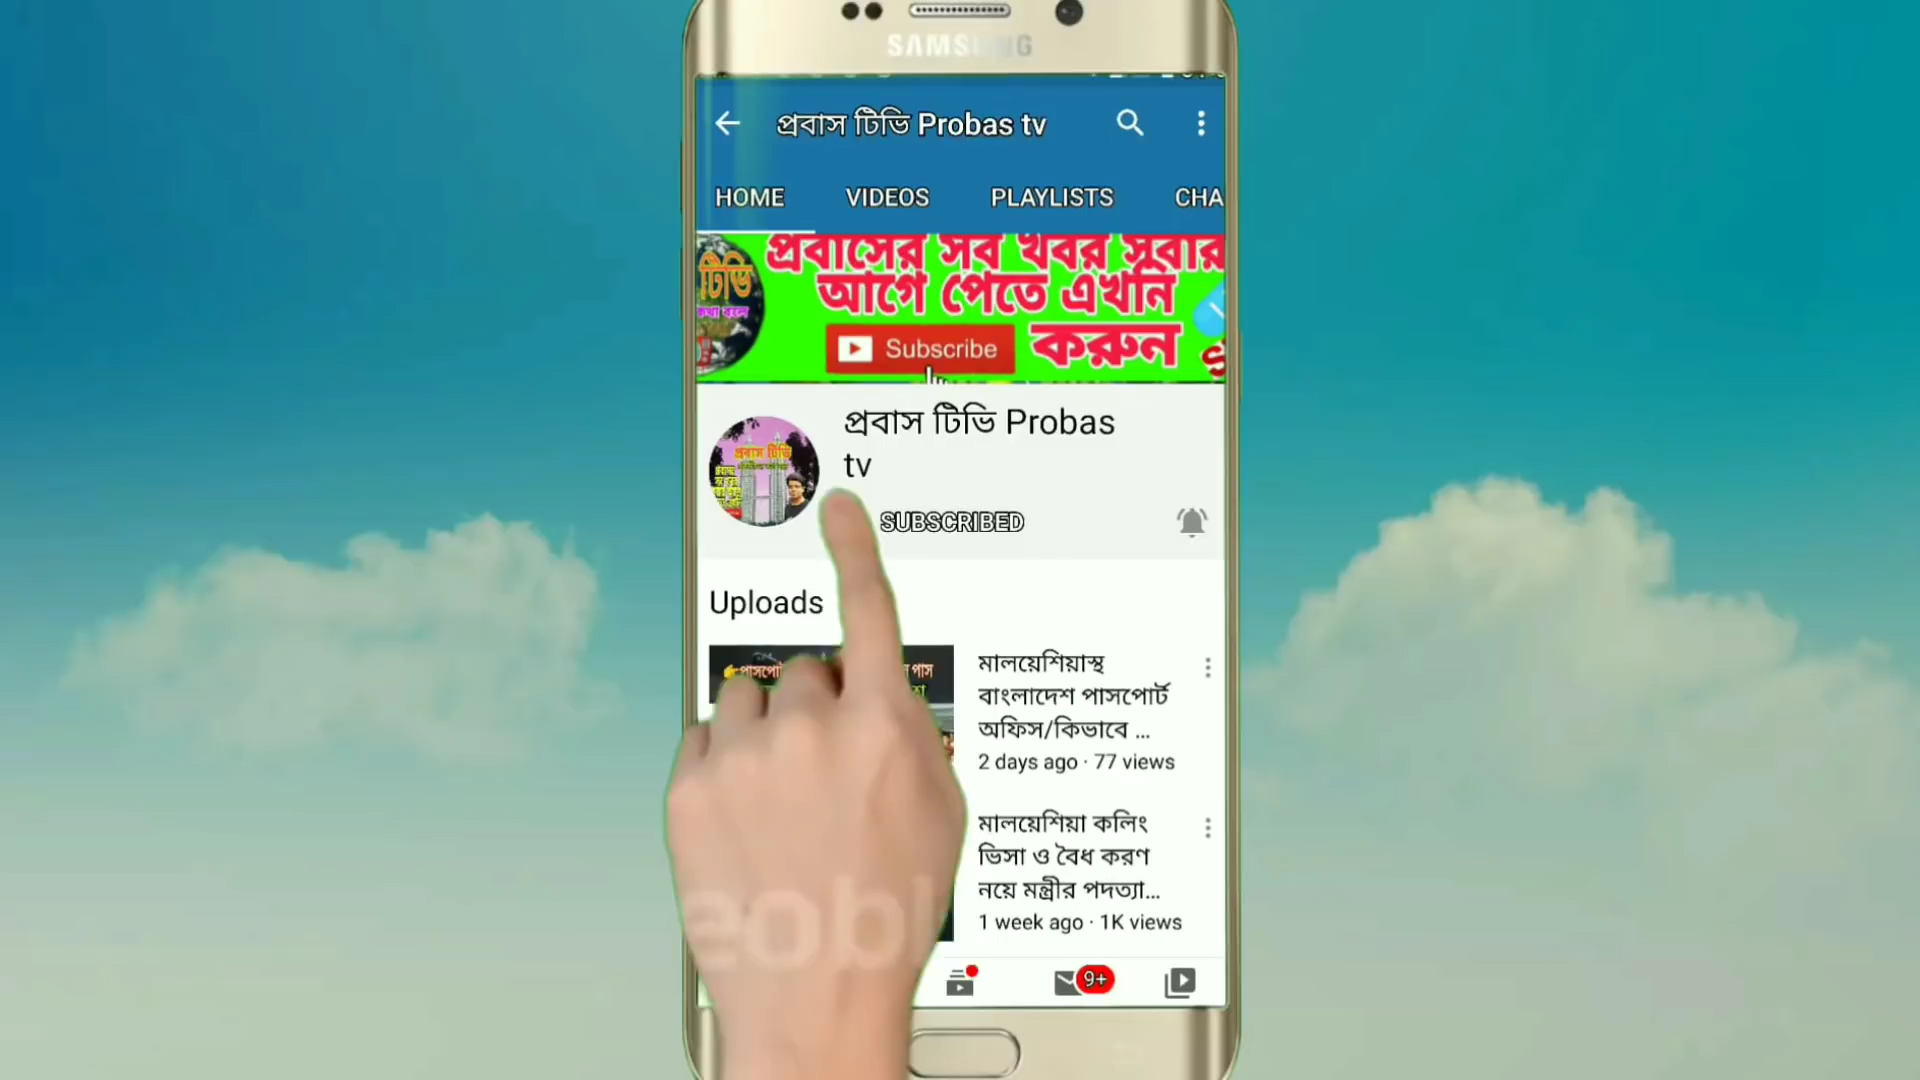 SAMSUNG
প্রবাস টিভি Probas tv
HOME VIDEOS PLAYLISTS CHA
টিভি
প্রবাসের সব খবর সবার
আগে পেতে এখনি
Subscribe করুন
প্রবাস টিভি
প্রবাস টিভি Probas
tv
SUBSCRIBED
Uploads
মালয়েশিয়াস্থ
বাংলাদেশ পাসপোর্ট
অফিস/কিভাবে ...
2 days ago · 77 views
মালয়েশিয়া কলিং
ভিসা ও বৈধ করণ
নয়ে মন্ত্রীর পদত্যা...
1 week ago · 1K views
9+